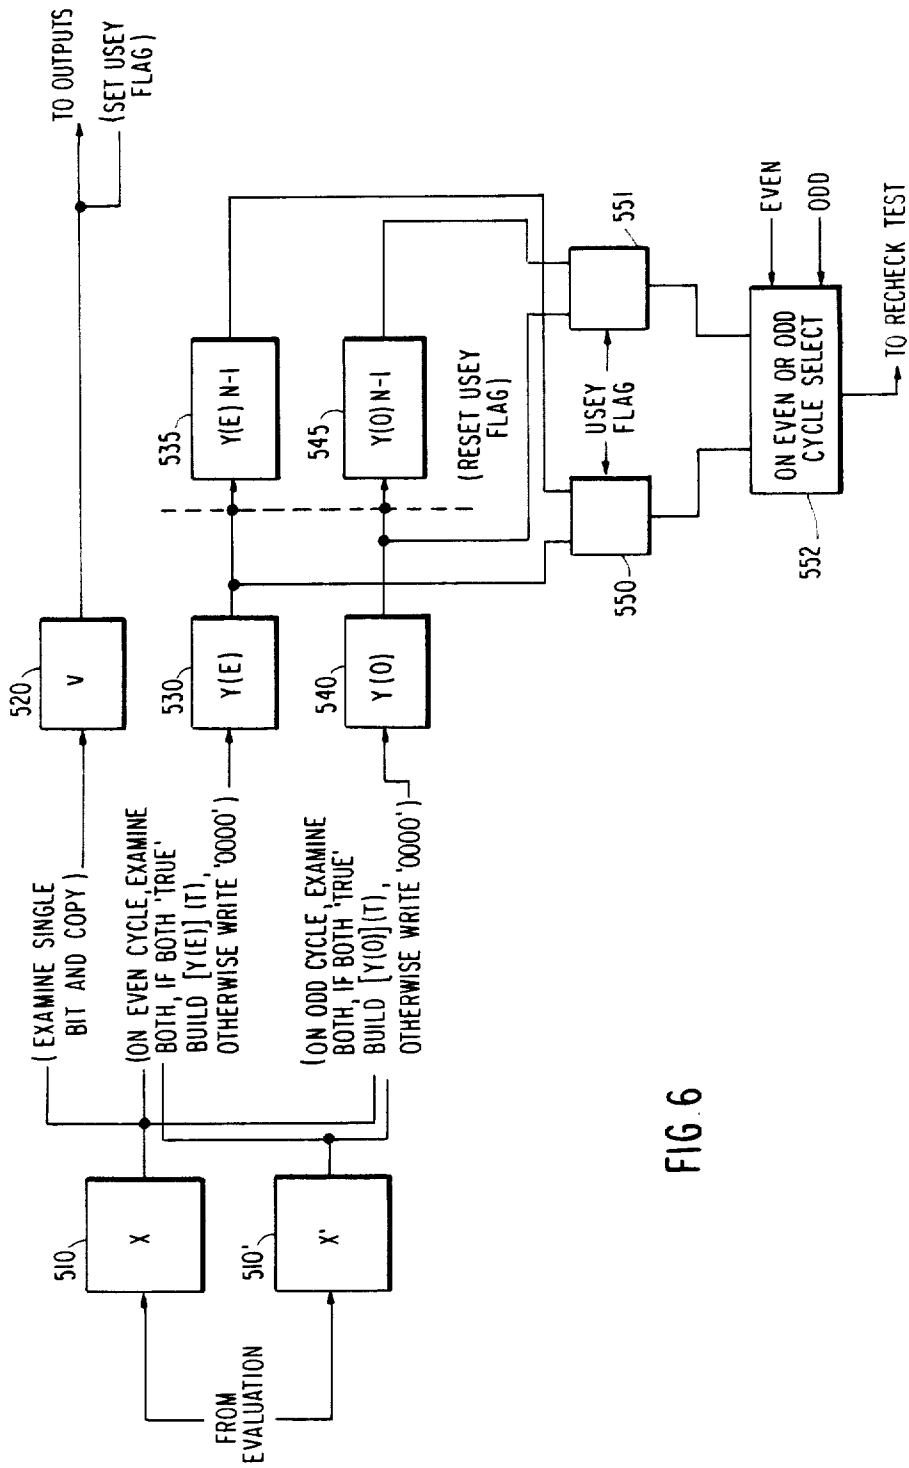 FROM
EVALUATION
510
X
510'
X'
( EXAMINE SINGLE
BIT AND COPY )
(ON EVEN CYCLE, EXAMINE
BOTH, IF BOTH 'TRUE'
BUILD [Y(E)] (T),
OTHERWISE WRITE '0000')
(ON ODD CYCLE, EXAMINE
BOTH, IF BOTH 'TRUE'
BUILD [Y(O)](T),
OTHERWISE WRITE '0000')
520
V
530
Y(E)
540
Y(O)
535
Y(E) N-1
545
Y(O) N-1
(RESET USEY
FLAG)
TO OUTPUTS
(SET USEY
FLAG)
550
USEY
FLAG
551
552
ON EVEN OR ODD
CYCLE SELECT
EVEN
ODD
TO RECHECK TEST
FIG. 6